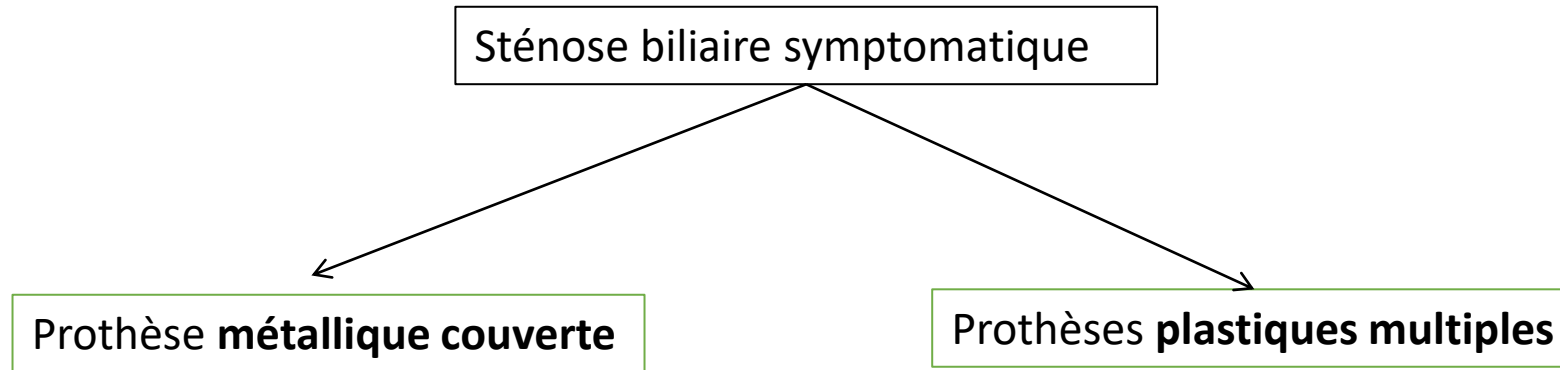 Sténose biliaire symptomatique
Prothèse métallique couverte
Prothèses plastiques multiples